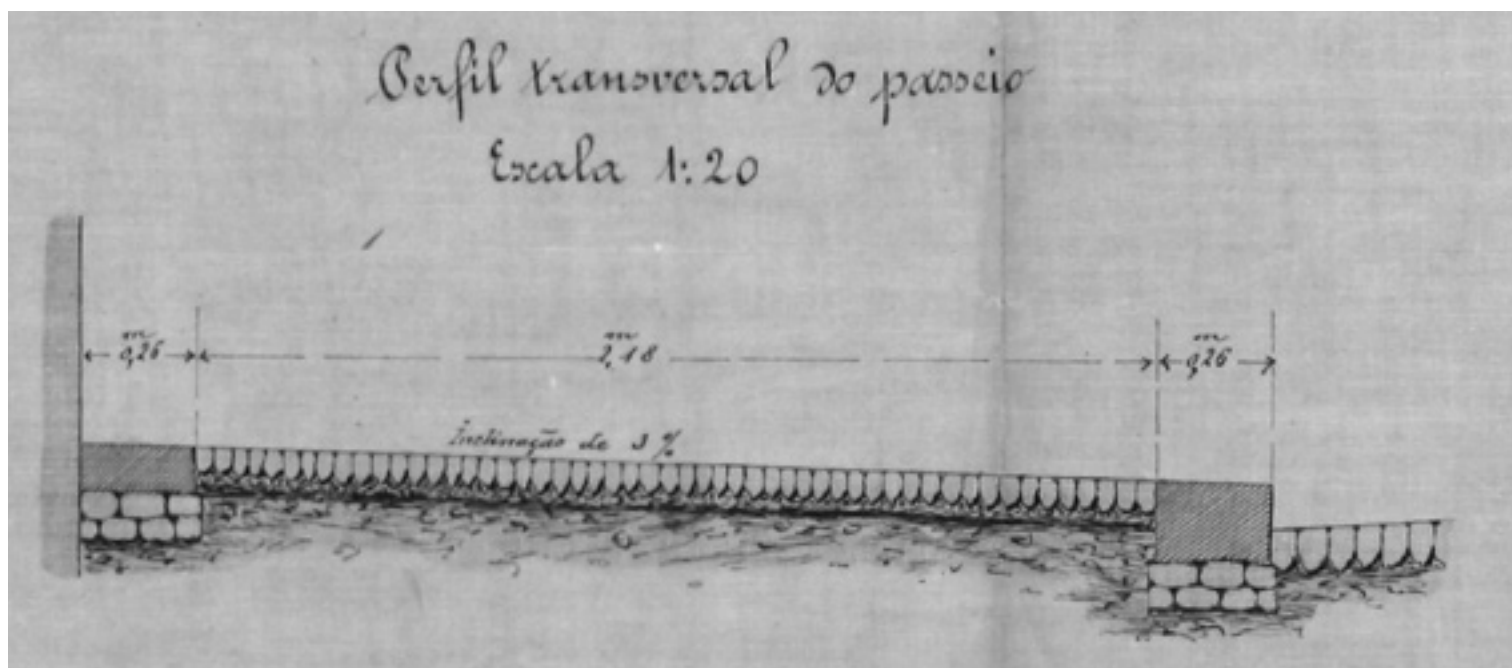 Perfil transversal do passeio
Escala 1:20
m m m
0,26 2,18 0,26
Inclinação de 3 %